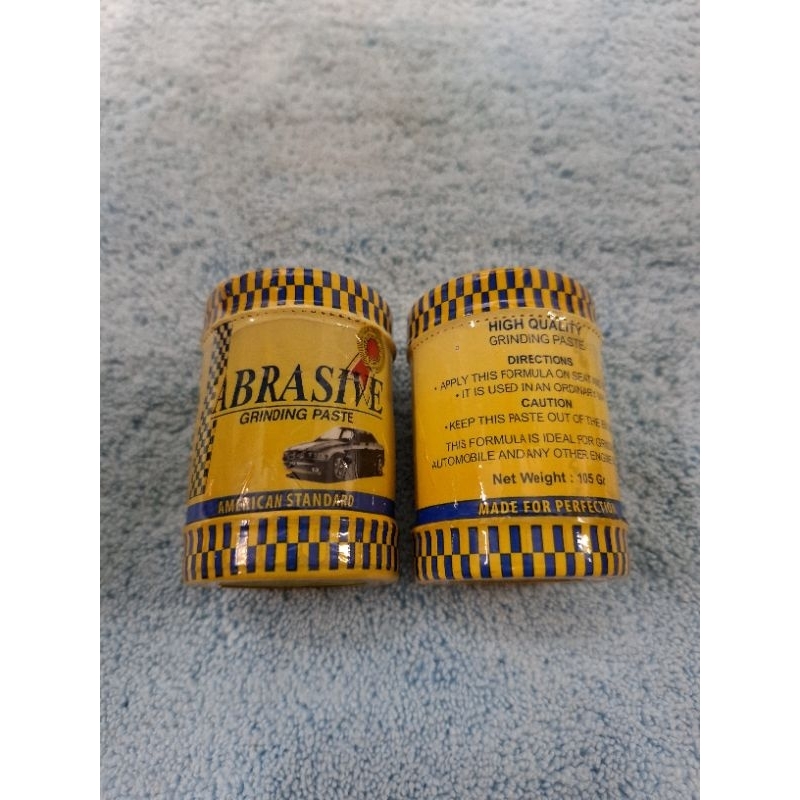 ABRASIVE
GRINDING PASTE
AMERICAN STANDARD
HIGH QUALITY
GRINDING PASTE
DIRECTIONS
• APPLY THIS FORMULA ON SEAT
• IT IS USED IN AN ORDINARY
CAUTION
• KEEP THIS PASTE OUT OF THE
THIS FORMULA IS IDEAL FOR
AUTOMOBILE AND ANY OTHER ENGINE
Net Weight : 105 G
MADE FOR PERFECTION